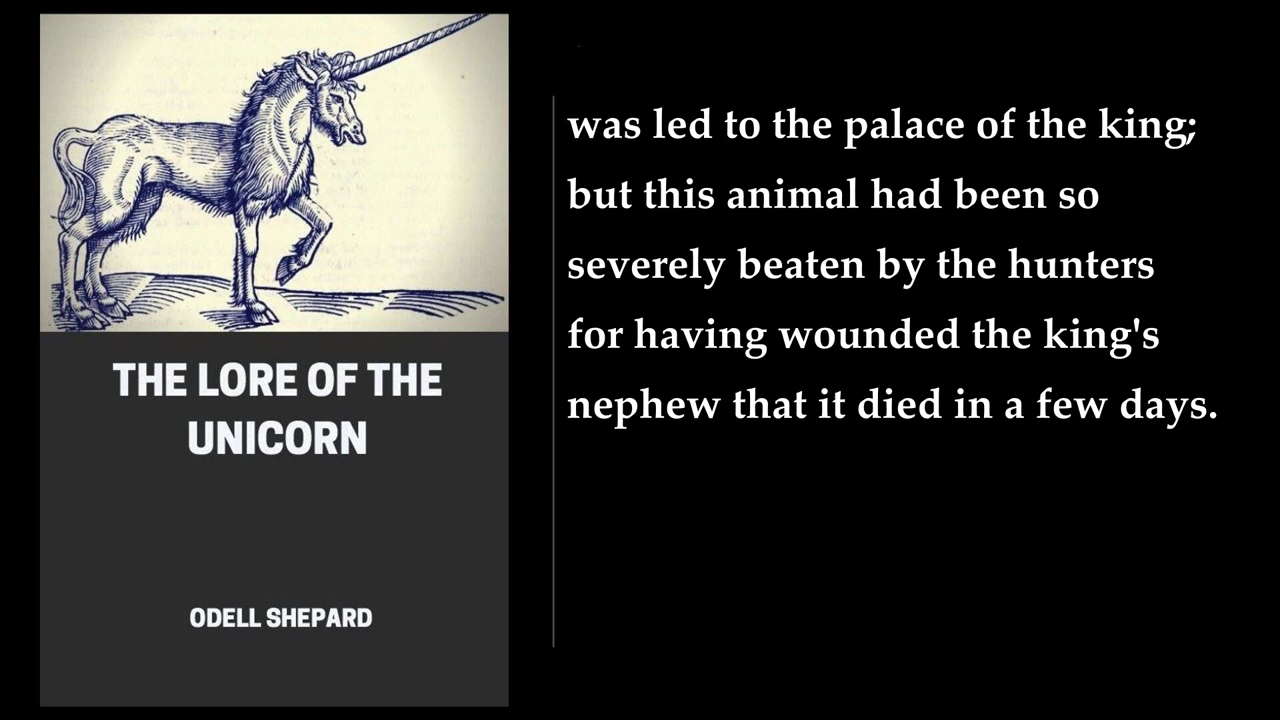 THE LORE OF THE
UNICORN
ODELL SHEPARD
was led to the palace of the king;
but this animal had been so
severely beaten by the hunters
for having wounded the king's
nephew that it died in a few days.